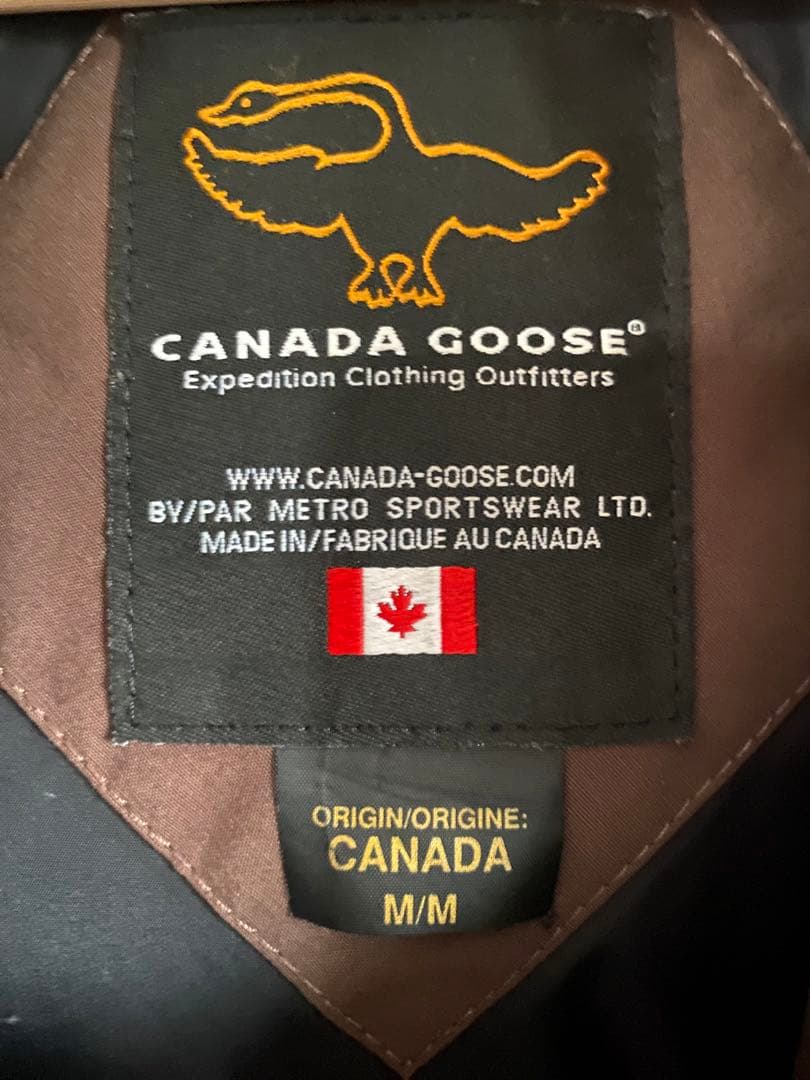 CANADA GOOSE®
Expedition Clothing Outfitters
WWW.CANADA-GOOSE.COM
BY/PAR METRO SPORTSWEAR LTD.
MADE IN/FABRIQUE AU CANADA
ORIGIN/ORIGINE:
CANADA
M/M